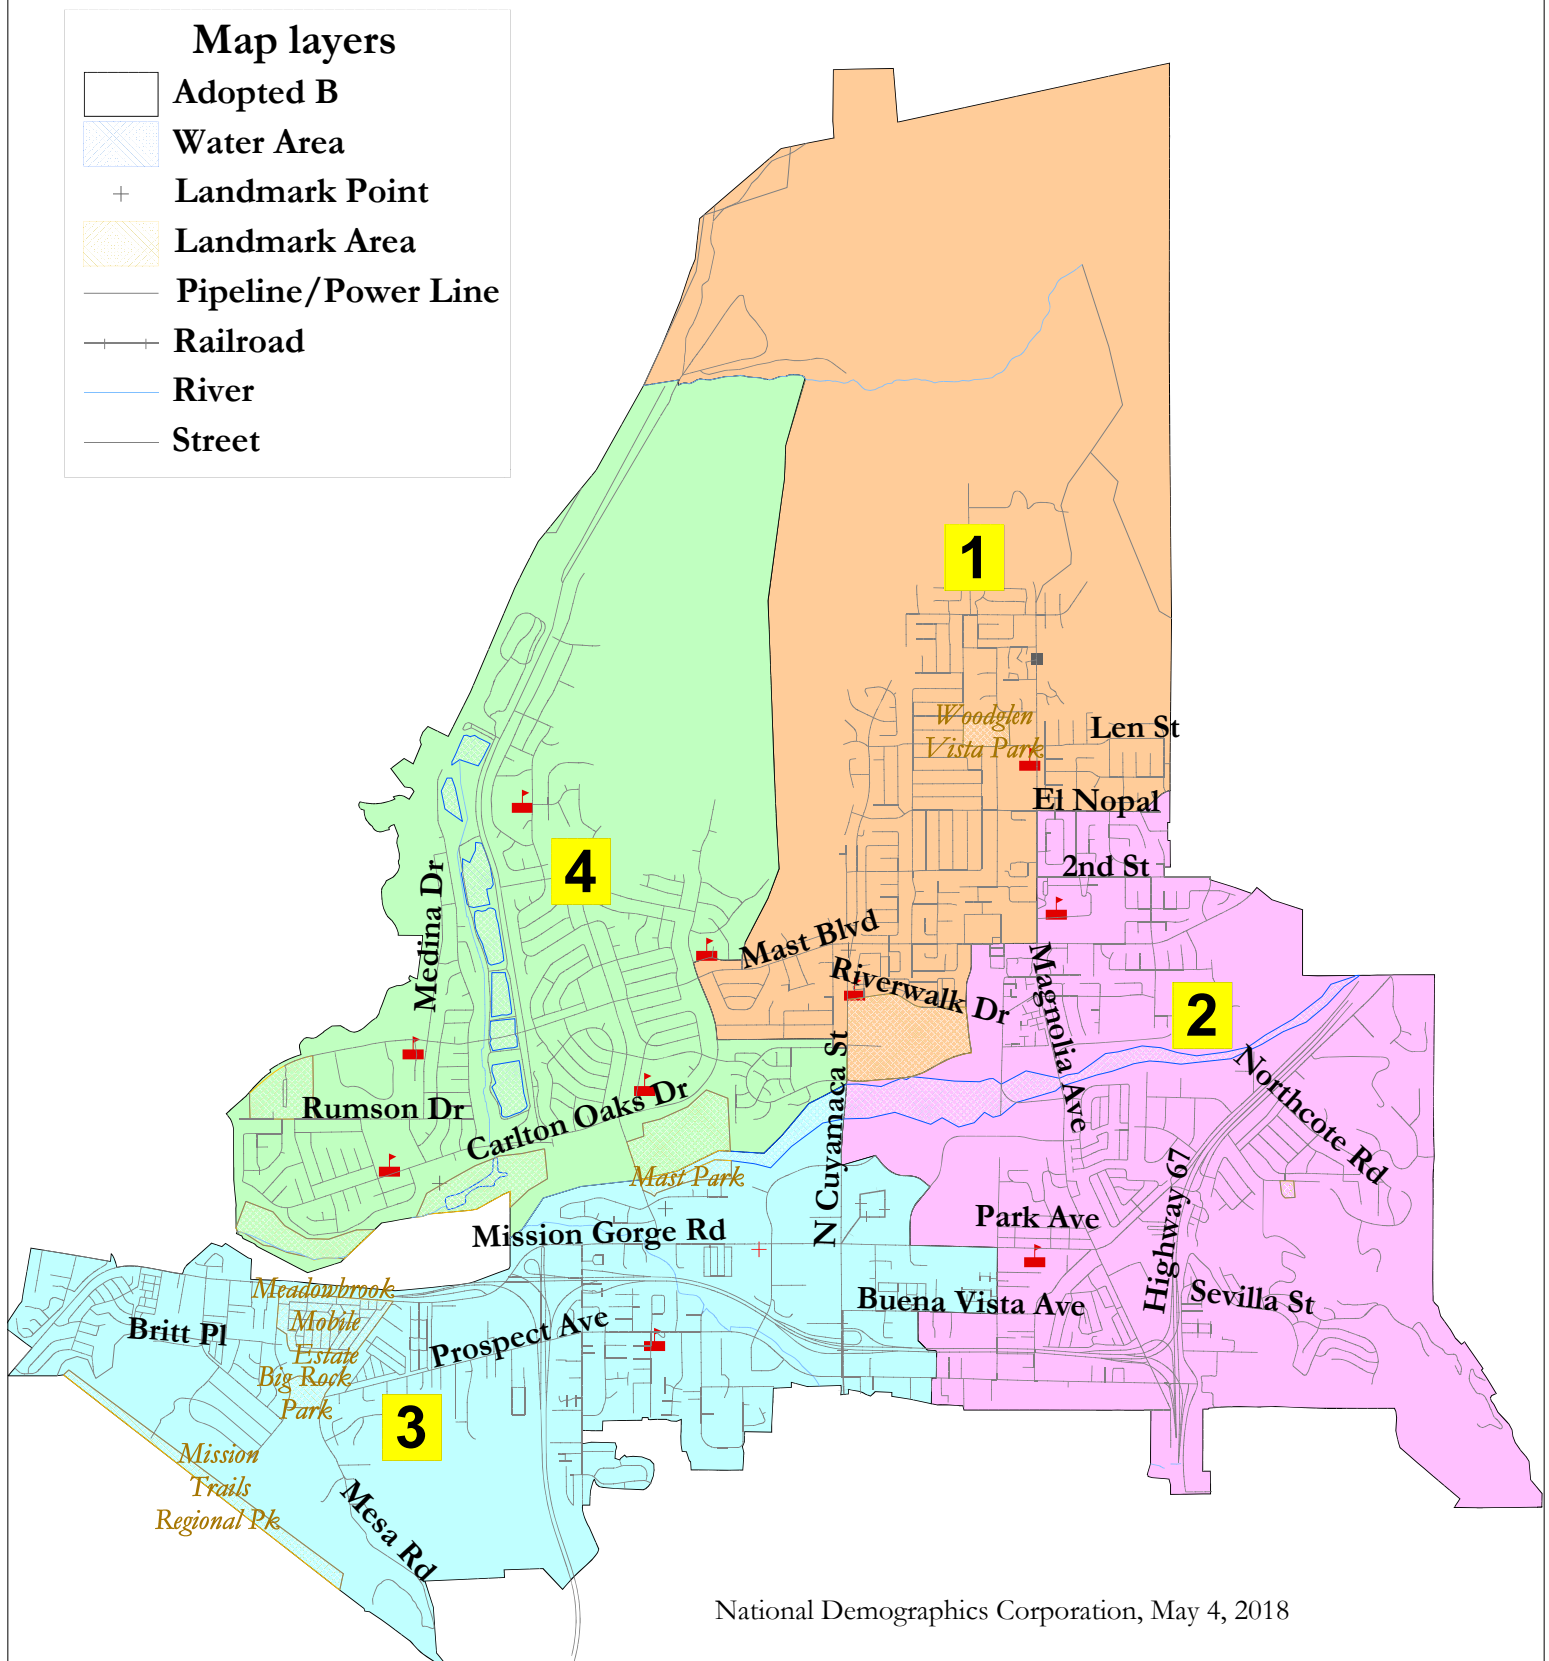 Map layers
Adopted B
Water Area
Landmark Point
Landmark Area
Pipeline/Power Line
Railroad
River
Street
1
Woodglen
Vista Park
Len St
El Nopal
2nd St
4
Medina Dr
Mast Blvd
Riverwalk Dr
Magnolia Ave
2
Northcote Rd
Rumson Dr
Carlton Oaks Dr
Mast Park
N Cuyamaca St
Mission Gorge Rd
Park Ave
Highway 67
Sevilla St
Buena Vista Ave
Meadowbrook
Mobile
Estate
Britt Pl
Prospect Ave
Big Rock
Park
3
Mission
Trails
Regional Pk
Mesa Rd
National Demographics Corporation, May 4, 2018